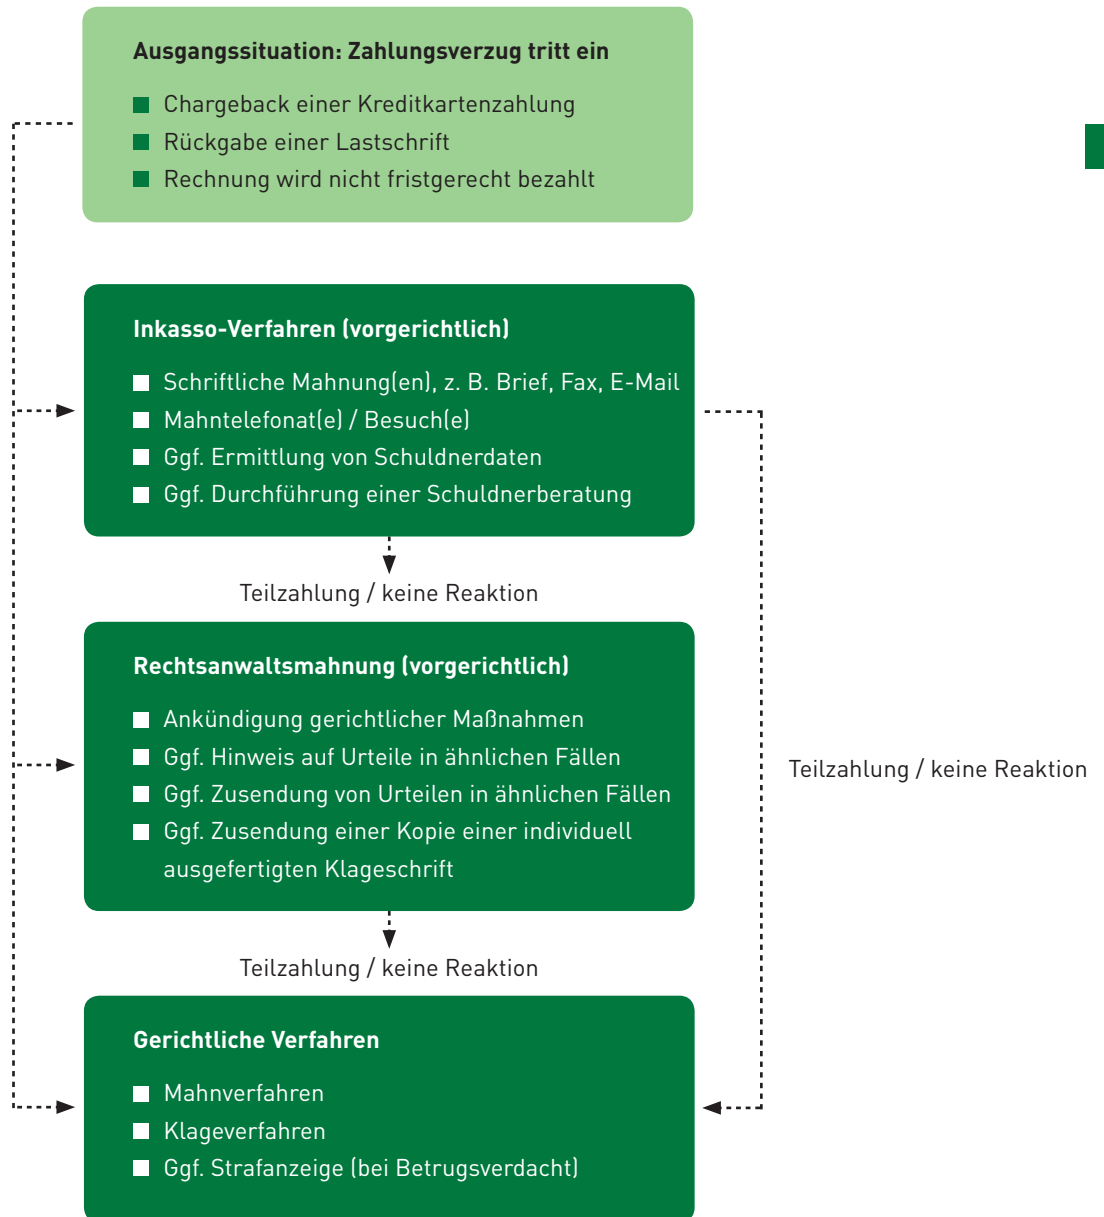 Ausgangssituation: Zahlungsverzug tritt ein
Chargeback einer Kreditkartenzahlung
Rückgabe einer Lastschrift
Rechnung wird nicht fristgerecht bezahlt
Inkasso-Verfahren (vorgerichtlich)
Schriftliche Mahnung(en), z. B. Brief, Fax, E-Mail
Mahntelefonat(e) / Besuch(e)
Ggf. Ermittlung von Schuldnerdaten
Ggf. Durchführung einer Schuldnerberatung
Teilzahlung / keine Reaktion
Rechtsanwaltsmahnung (vorgerichtlich)
Ankündigung gerichtlicher Maßnahmen
Ggf. Hinweis auf Urteile in ähnlichen Fällen
Ggf. Zusendung von Urteilen in ähnlichen Fällen
Ggf. Zusendung einer Kopie einer individuell
ausgefertigten Klageschrift
Teilzahlung / keine Reaktion
Teilzahlung / keine Reaktion
Gerichtliche Verfahren
Mahnverfahren
Klageverfahren
Ggf. Strafanzeige (bei Betrugsverdacht)